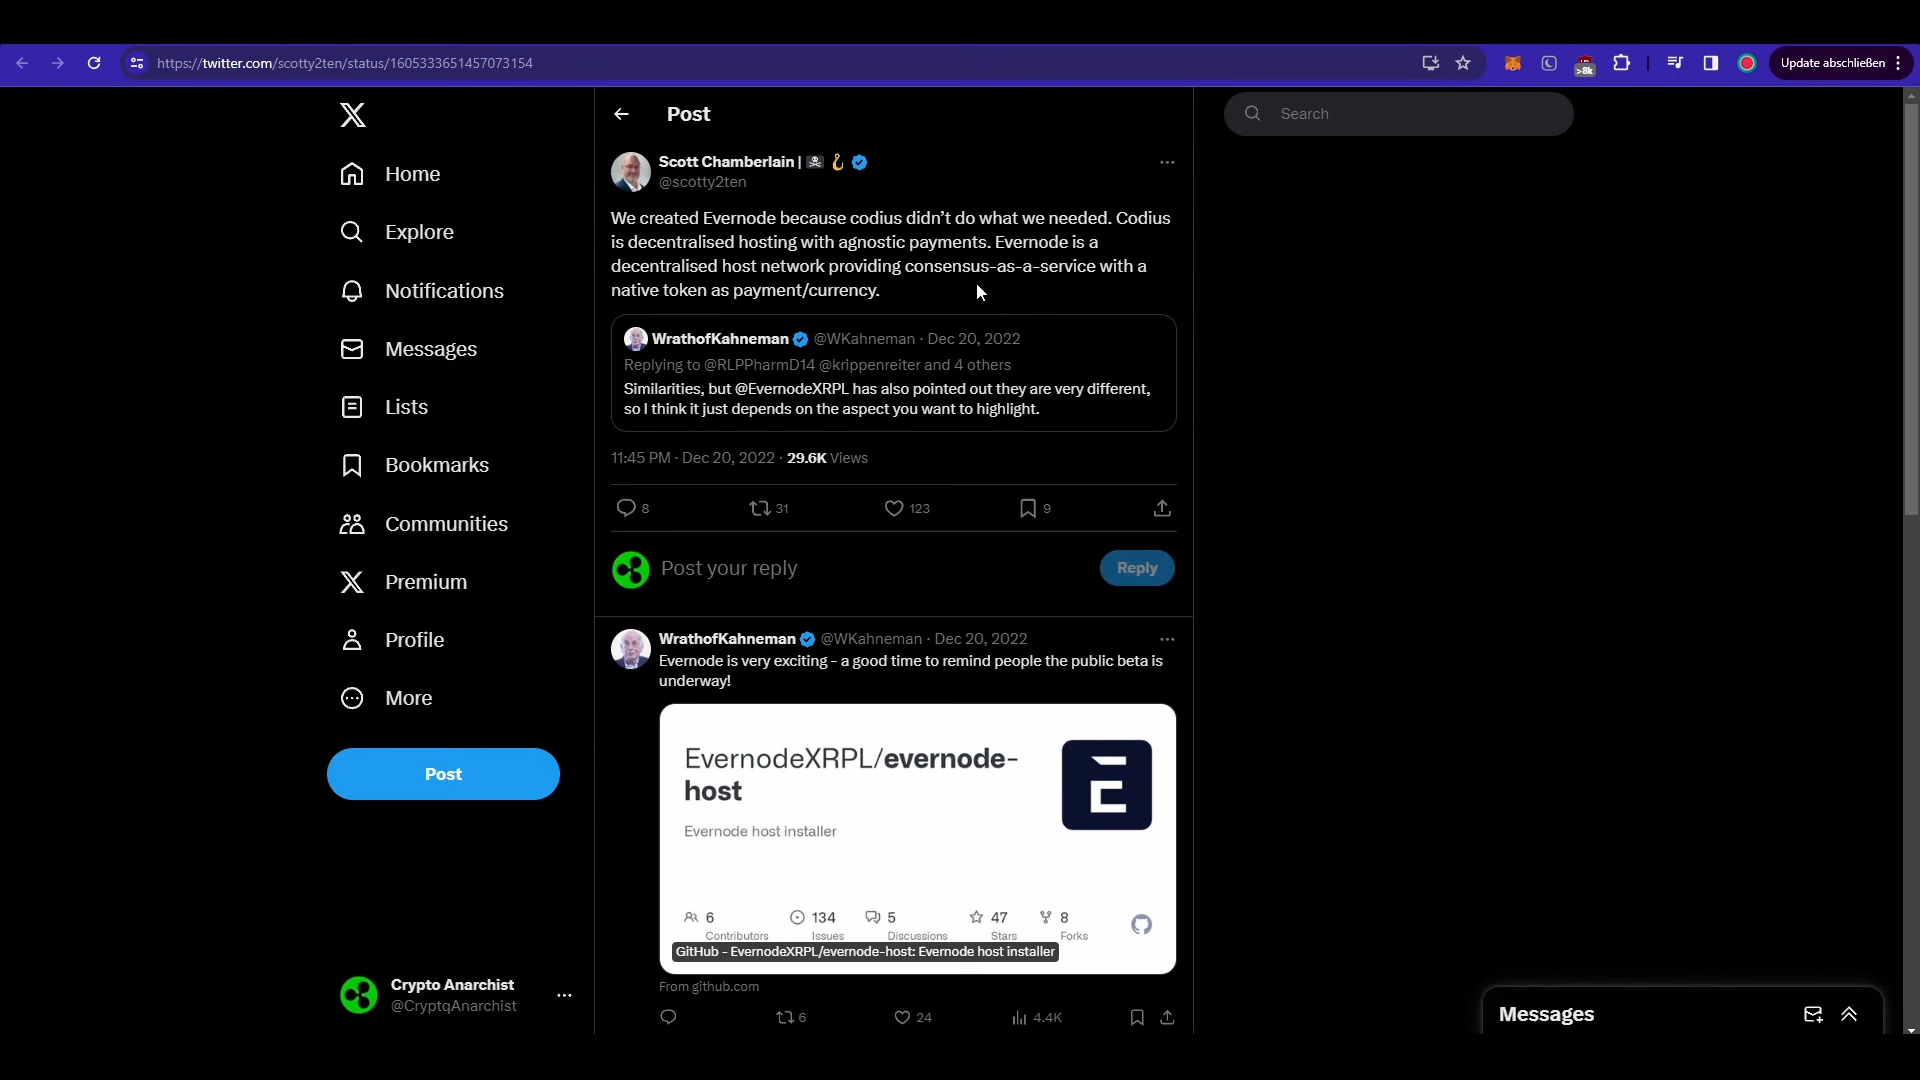 https://twitter.com/scotty2ten/status/1605333651457073154
>8k
Update abschließen
Home
Explore
Notifications
Messages
Lists
Bookmarks
Communities
Premium
Profile
More
Post
Crypto Anarchist
@CryptqAnarchist
Post
Scott Chamberlain |
@scotty2ten
We created Evernode because codius didn’t do what we needed. Codius
is decentralised hosting with agnostic payments. Evernode is a
decentralised host network providing consensus-as-a-service with a
native token as payment/currency.
WrathofKahneman @WKahneman · Dec 20, 2022
Replying to @RLPPharmD14 @krippenreiter and 4 others
Similarities, but @EvernodeXRPL has also pointed out they are very different,
so I think it just depends on the aspect you want to highlight.
11:45 PM · Dec 20, 2022 · 29.6K Views
8 31 123 9
Post your reply
Reply
WrathofKahneman @WKahneman · Dec 20, 2022
Evernode is very exciting - a good time to remind people the public beta is
underway!
EvernodeXRPL/evernode-
host
Evernode host installer
6 134 5 47 8
Contributors Issues Discussions Stars Forks
GitHub - EvernodeXRPL/evernode-host: Evernode host installer
From github.com
6 24 4.4K
Search
Messages